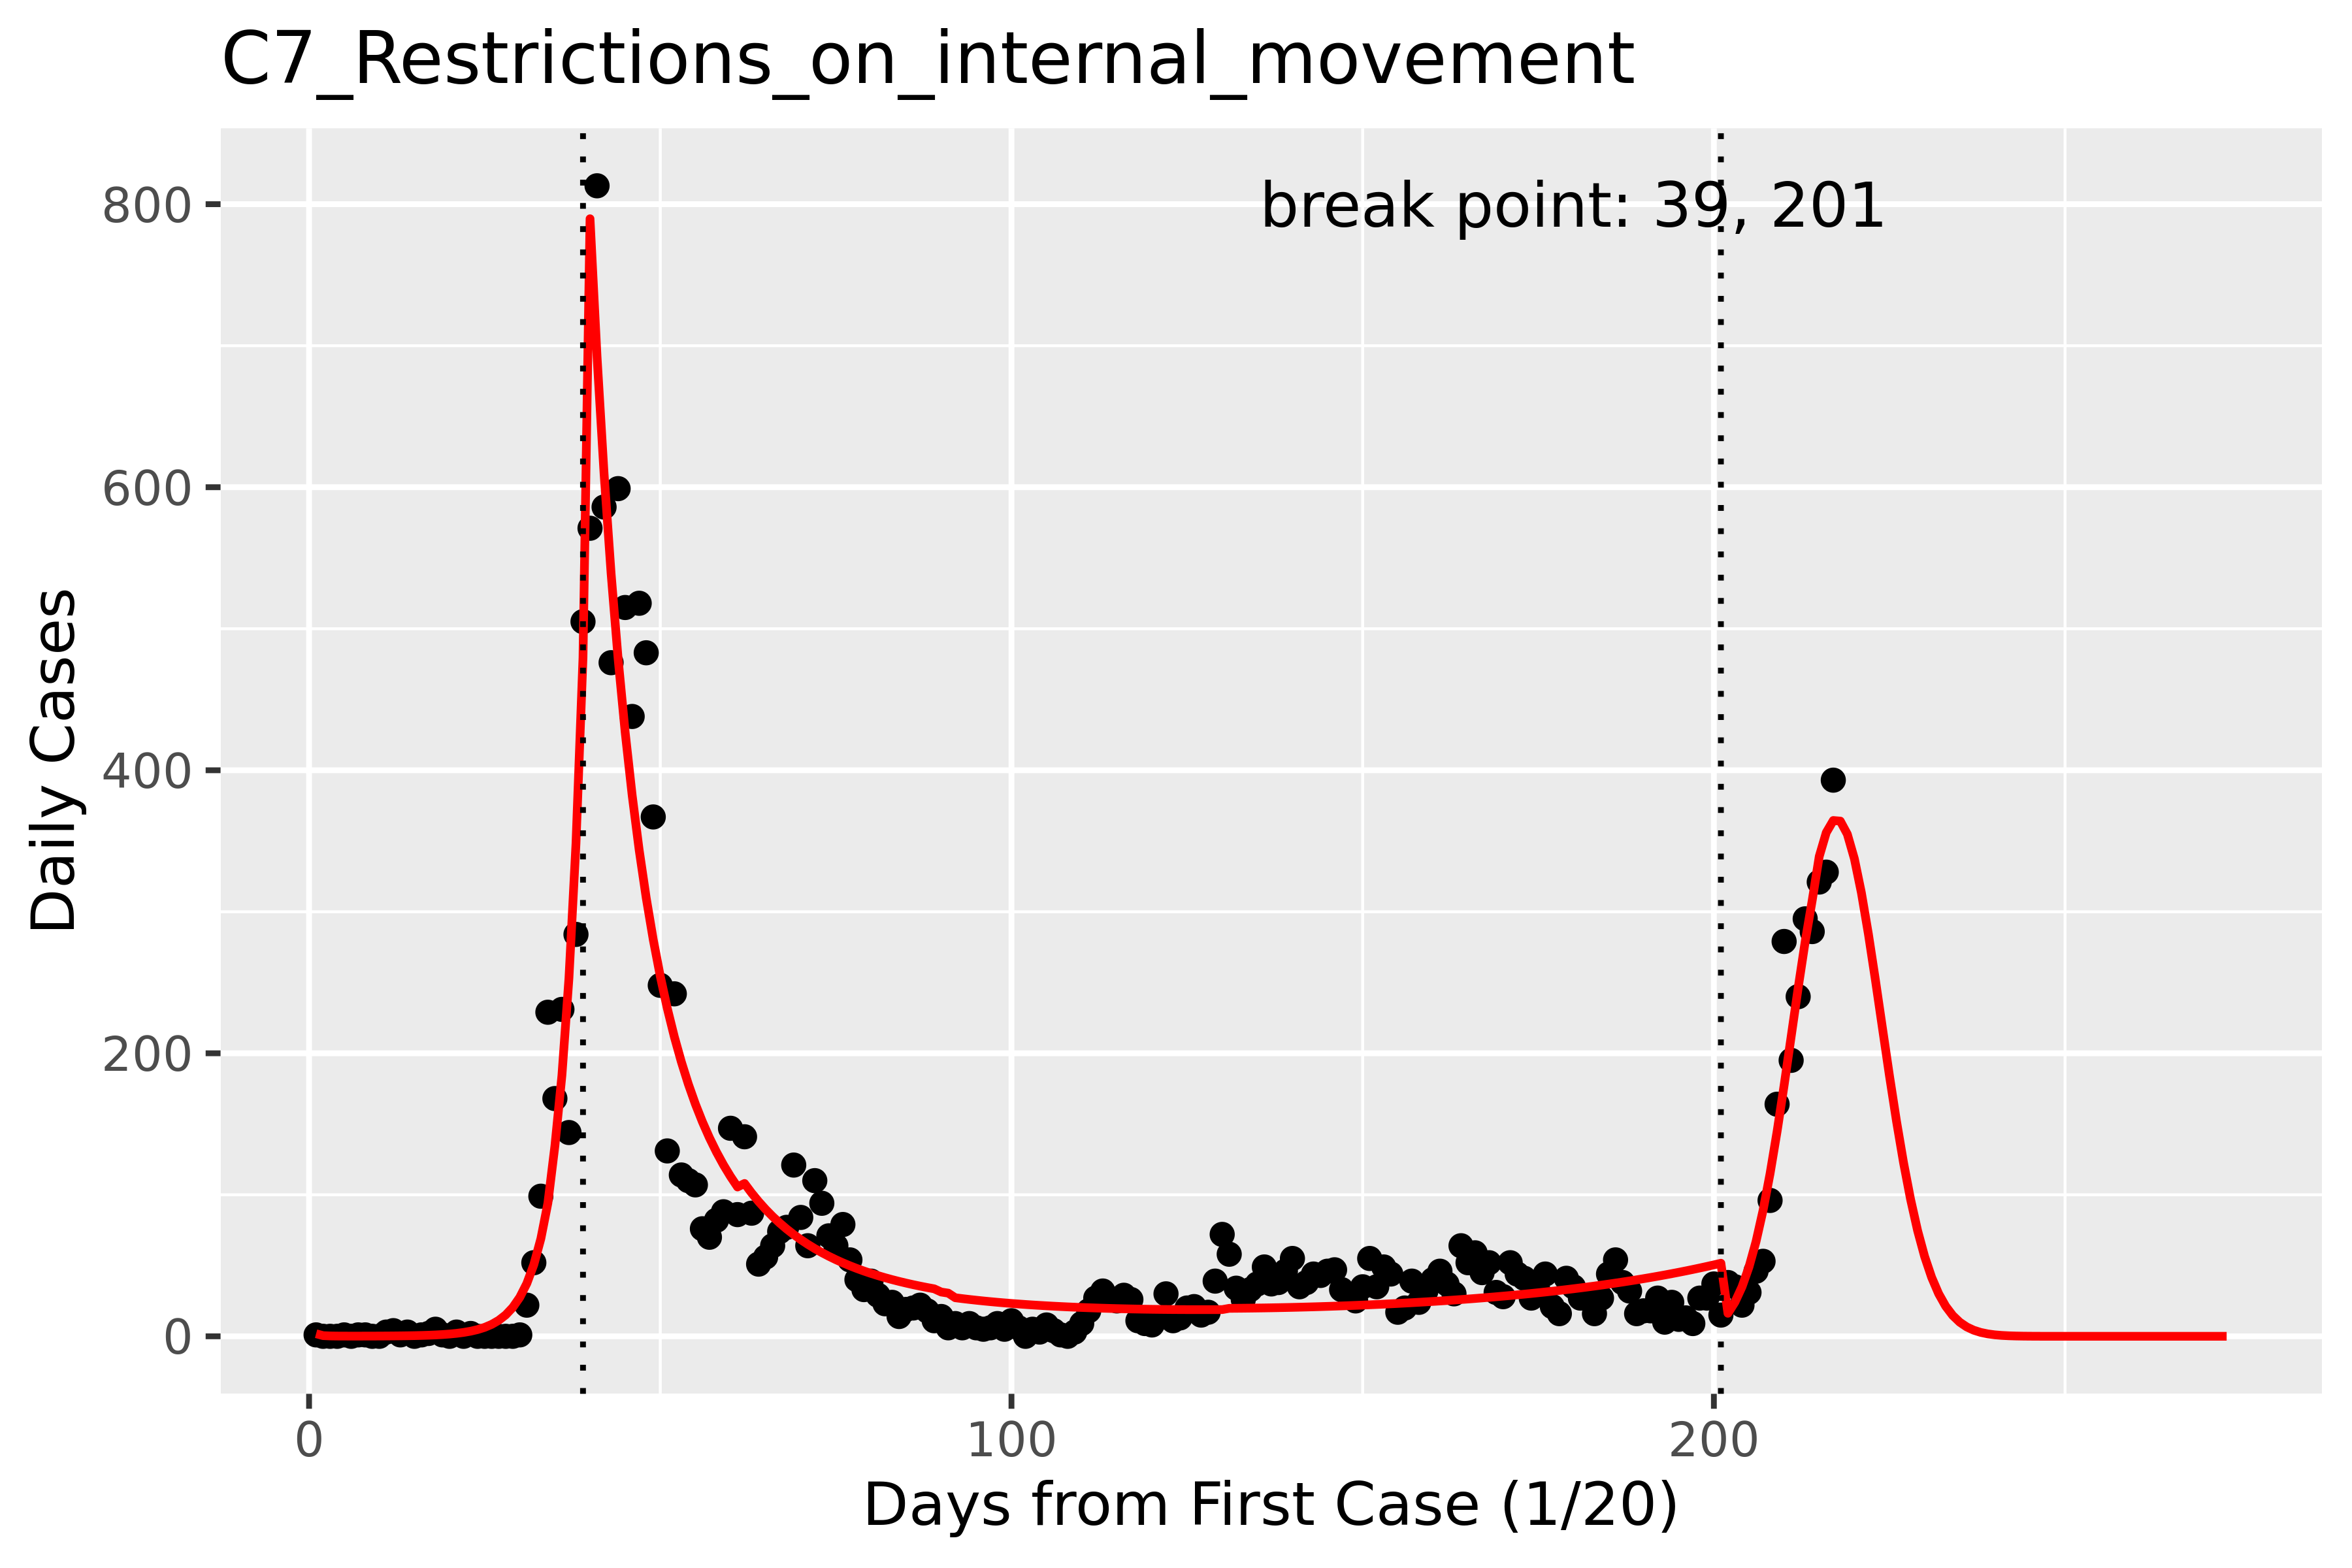 C7_Restrictions_on_internal_movement
break point: 39, 201
800
600
400
200
0
Daily Cases
0 100 200
Days from First Case (1/20)